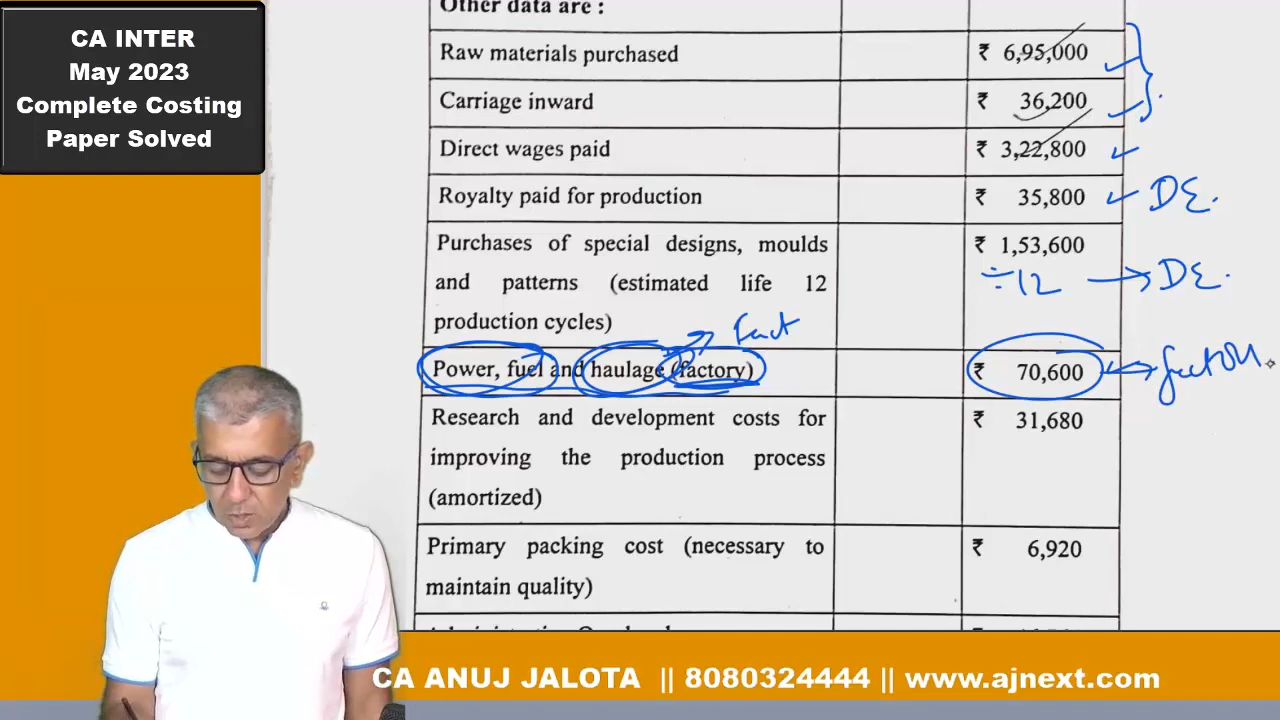 CA INTER
May 2023
Complete Costing
Paper Solved
Other data are :
Raw materials purchased ₹ 6,95,000
Carriage inward ₹ 36,200
Direct wages paid ₹ 3,22,800
Royalty paid for production ₹ 35,800 DE.
Purchases of special designs, moulds ₹ 1,53,600
and patterns (estimated life 12 ÷12 → DE.
production cycles)
Fact
Power, fuel and haulage (factory) ₹ 70,600
Research and development costs for ₹ 31,680
improving the production process
(amortized)
Primary packing cost (necessary to ₹ 6,920
maintain quality)
CA ANUJ JALOTA || 8080324444 || www.ajnext.com